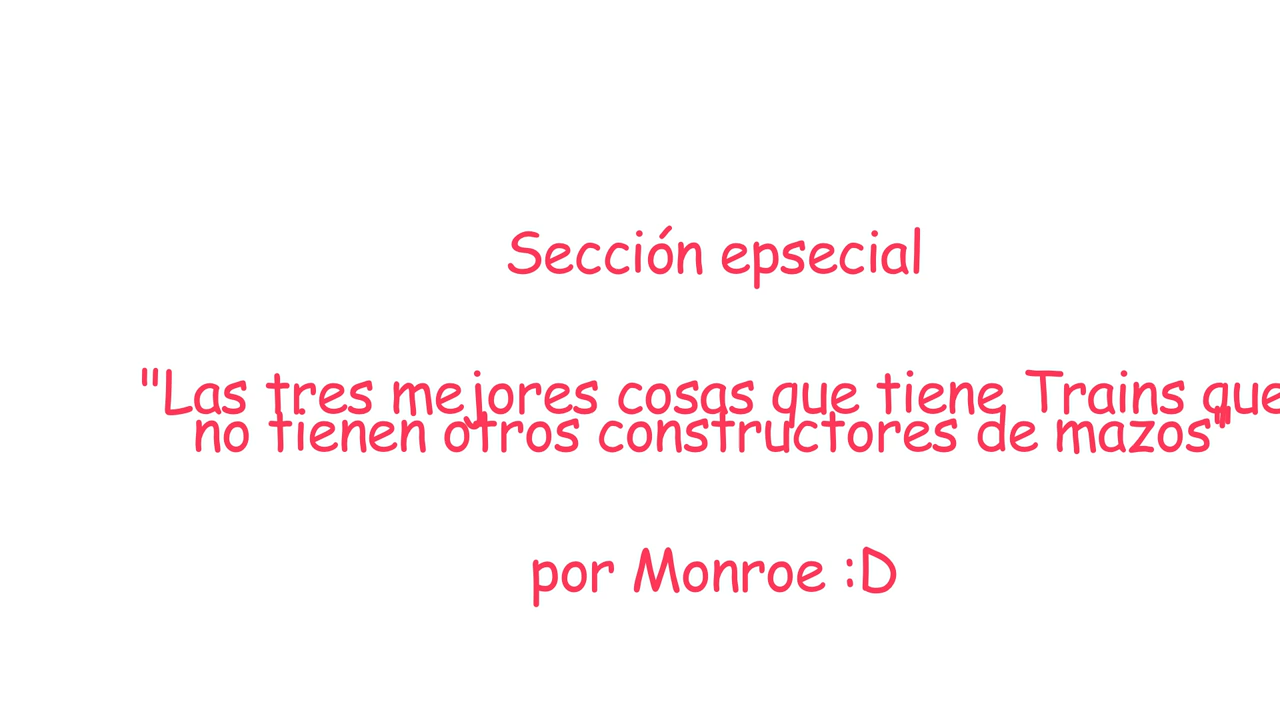 Sección epsecial
"Las tres mejores cosas que tiene Trains que
no tienen otros constructores de mazos"
por Monroe :D